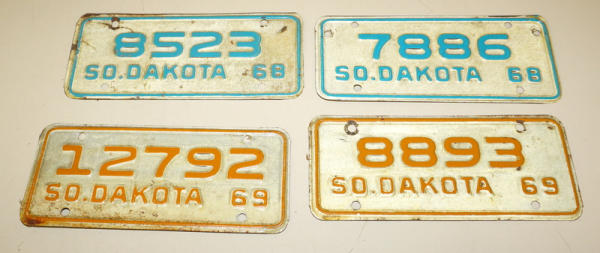 8523
SO.DAKOTA 68
7886
SO.DAKOTA 68
12792
SO.DAKOTA 69
8893
SO.DAKOTA 69